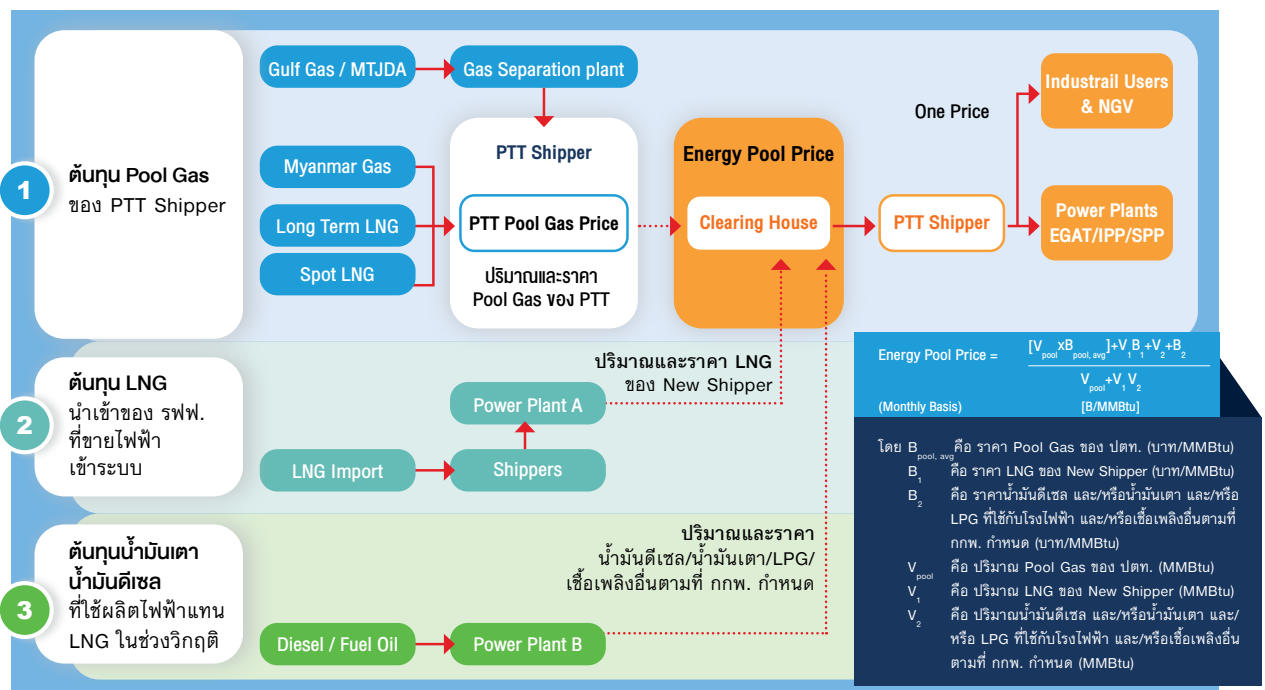 1
ต้นทุน Pool Gas
ของ PTT Shipper
Gulf Gas / MTJDA
Gas Separation plant
Myanmar Gas
Long Term LNG
Spot LNG
PTT Shipper
PTT Pool Gas Price
ปริมาณและราคา
Pool Gas ของ PTT
Energy Pool Price
Clearing House
One Price
PTT Shipper
Industrail Users
& NGV
Power Plants
EGAT/IPP/SPP
2
ต้นทุน LNG
นำเข้าของ รฟฟ.
ที่ขายไฟฟ้า
เข้าระบบ
LNG Import
Shippers
Power Plant A
ปริมาณและราคา LNG
ของ New Shipper
3
ต้นทุนน้ำมันเตา
น้ำมันดีเซล
ที่ใช้ผลิตไฟฟ้าแทน
LNG ในช่วงวิกฤติ
Diesel / Fuel Oil
Power Plant B
ปริมาณและราคา
น้ำมันดีเซล/น้ำมันเตา/LPG/
เชื้อเพลิงอื่นตามที่ กกพ. กำหนด
Energy Pool Price = [V pool xB pool, avg]+V1 B1 +V2 +B2
V pool +V1 V2
(Monthly Basis) [B/MMBtu]
โดย B pool, avg คือ ราคา Pool Gas ของ ปตท. (บาท/MMBtu)
B1 คือ ราคา LNG ของ New Shipper (บาท/MMBtu)
B2 คือ ราคาน้ำมันดีเซล และ/หรือน้ำมันเตา และ/หรือ
LPG ที่ใช้กับโรงไฟฟ้า และ/หรือเชื้อเพลิงอื่นตามที่
กกพ. กำหนด (บาท/MMBtu)
V pool คือ ปริมาณ Pool Gas ของ ปตท. (MMBtu)
V1 คือ ปริมาณ LNG ของ New Shipper (MMBtu)
V2 คือ ปริมาณน้ำมันดีเซล และ/หรือน้ำมันเตา และ/
หรือ LPG ที่ใช้กับโรงไฟฟ้า และ/หรือเชื้อเพลิงอื่น
ตามที่ กกพ. กำหนด (MMBtu)